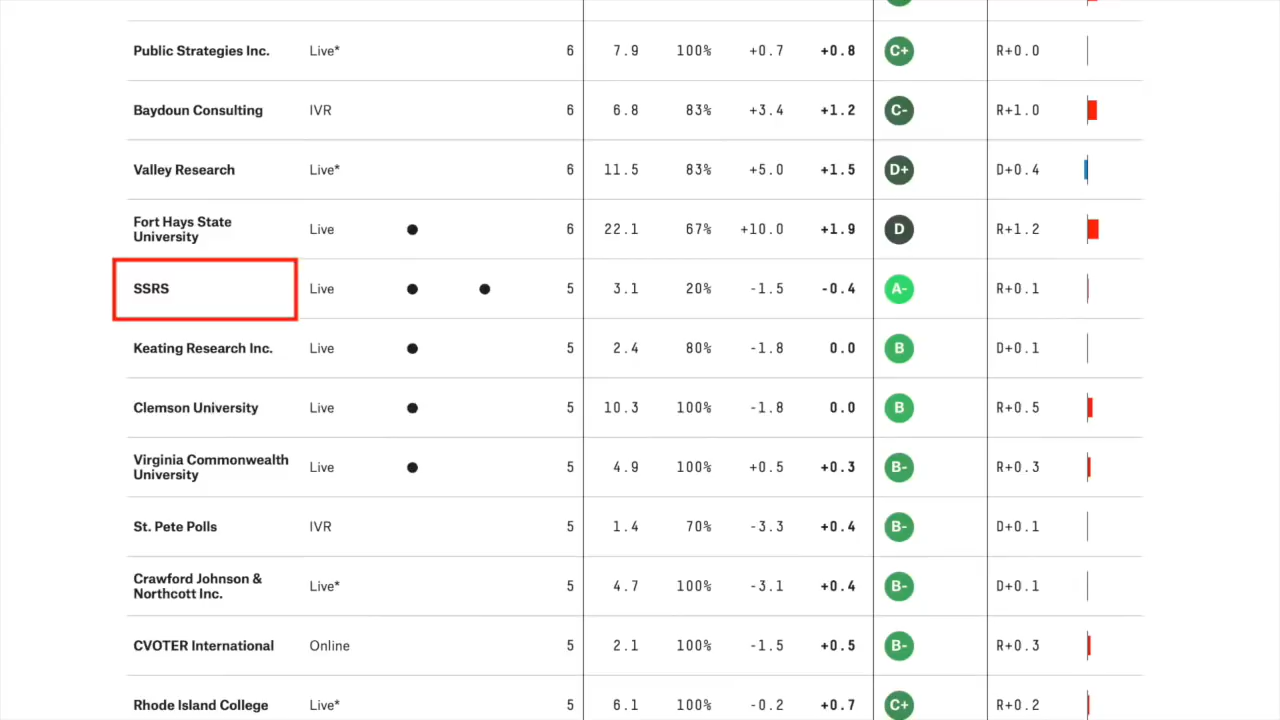 Public Strategies Inc. Live* 6 7.9 100% +0.7 +0.8 C+ R+0.0
Baydoun Consulting IVR 6 6.8 83% +3.4 +1.2 C- R+1.0
Valley Research Live* 6 11.5 83% +5.0 +1.5 D+ D+0.4
Fort Hays State
University Live 6 22.1 67% +10.0 +1.9 D R+1.2
SSRS Live 5 3.1 20% -1.5 -0.4 A- R+0.1
Keating Research Inc. Live 5 2.4 80% -1.8 0.0 B D+0.1
Clemson University Live 5 10.3 100% -1.8 0.0 B R+0.5
Virginia Commonwealth
University Live 5 4.9 100% +0.5 +0.3 B- R+0.3
St. Pete Polls IVR 5 1.4 70% -3.3 +0.4 B- D+0.1
Crawford Johnson &
Northcott Inc. Live* 5 4.7 100% -3.1 +0.4 B- D+0.1
CVOTER International Online 5 2.1 100% -1.5 +0.5 B- R+0.3
Rhode Island College Live* 5 6.1 100% -0.2 +0.7 C+ R+0.2